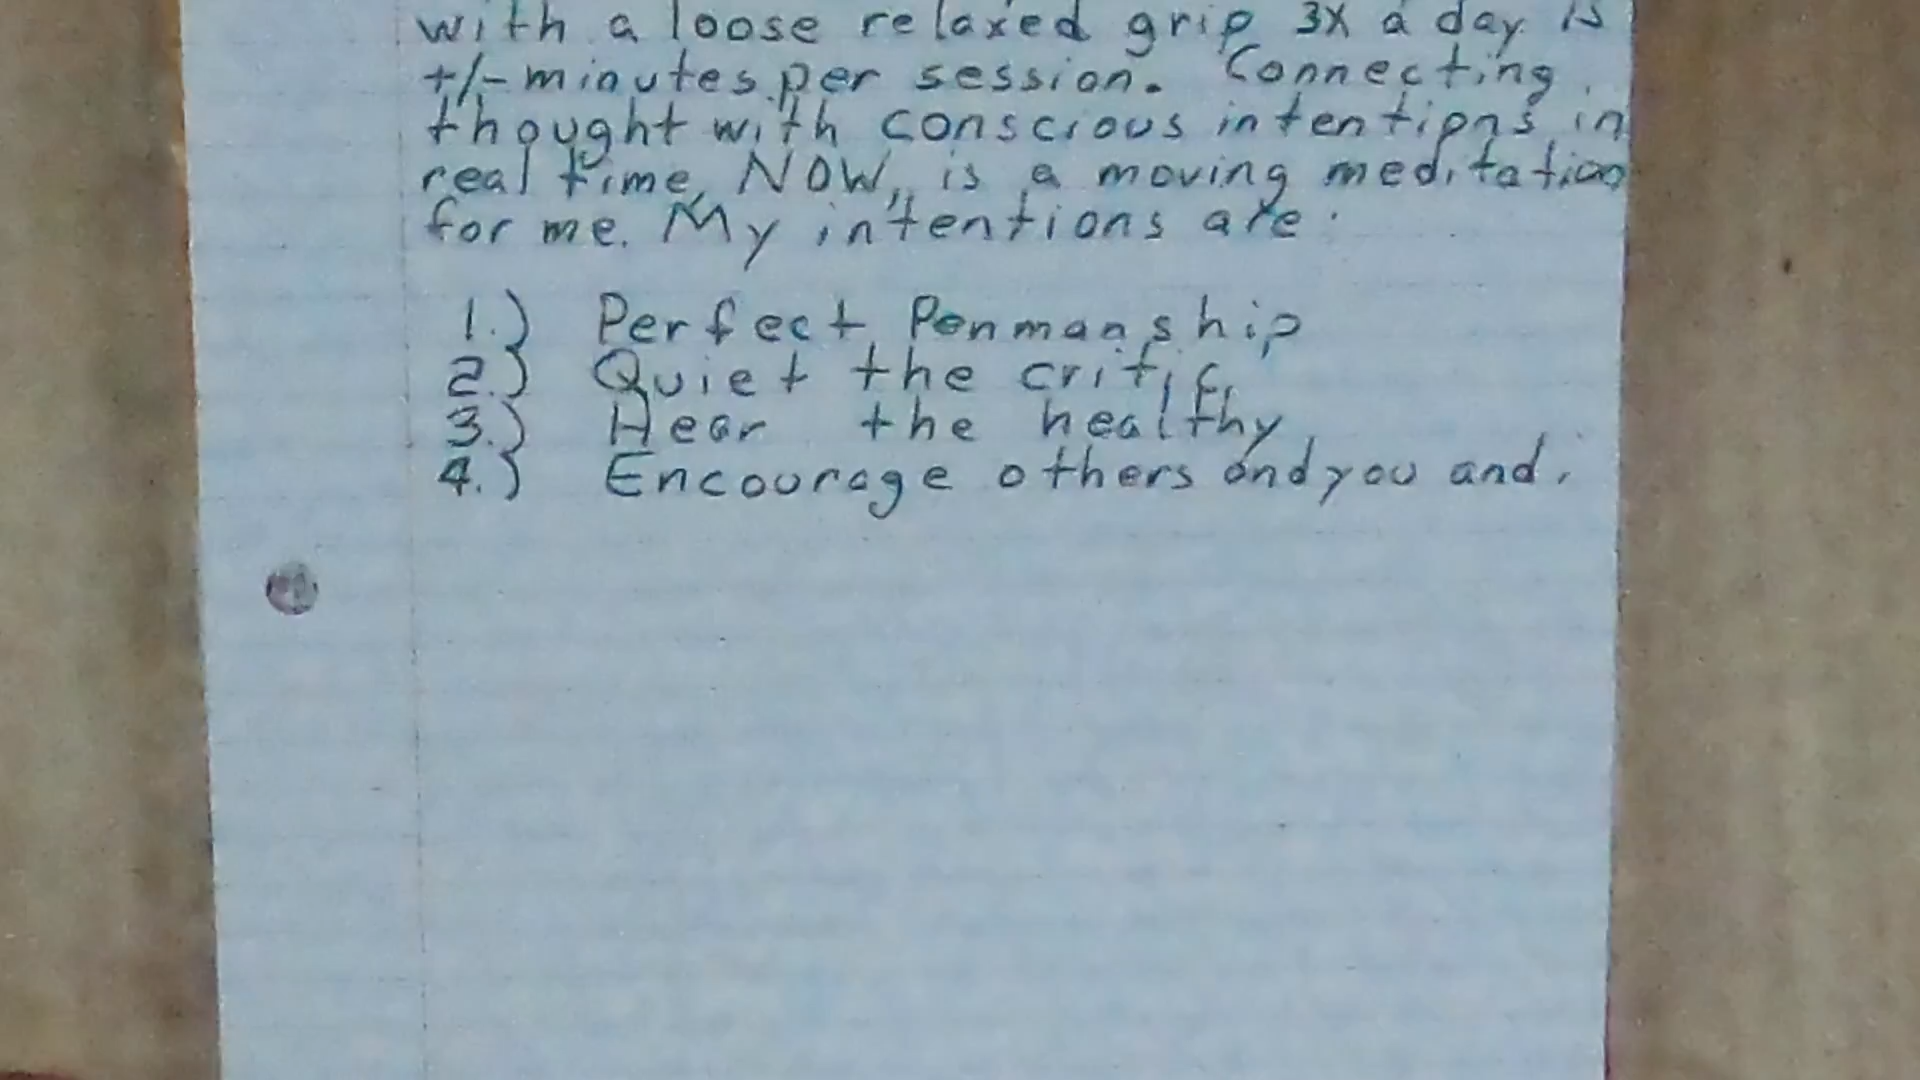 with a loose relaxed grip 3X a day is
+/- minutes per session. Connecting
thought with conscious intentions in
real time, NOW, is a moving meditation
for me. My intentions are:
1.) Perfect Penmanship
2.) Quiet the critic,
3.) Hear the healthy,
4.) Encourage others and you and.